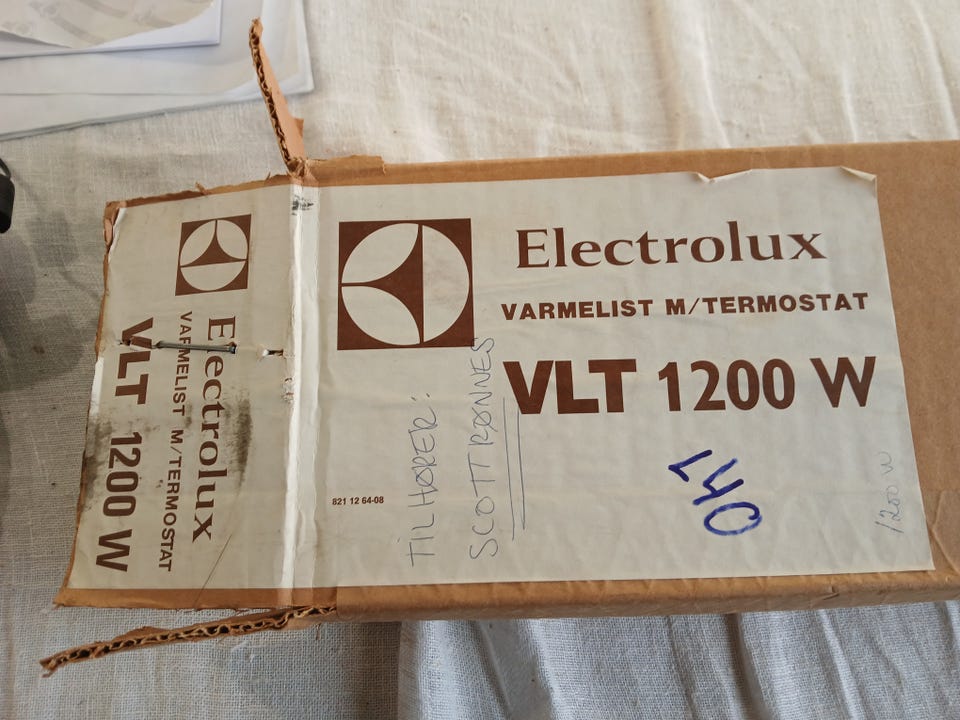 Electrolux
VARMELIST M/TERMOSTAT
VLT 1200 W
Electrolux
VARMELIST M/TERMOSTAT
VLT 1200 W
821 12 64-08
TILHØRER:
SCOTT RØNNES
140
1200 W